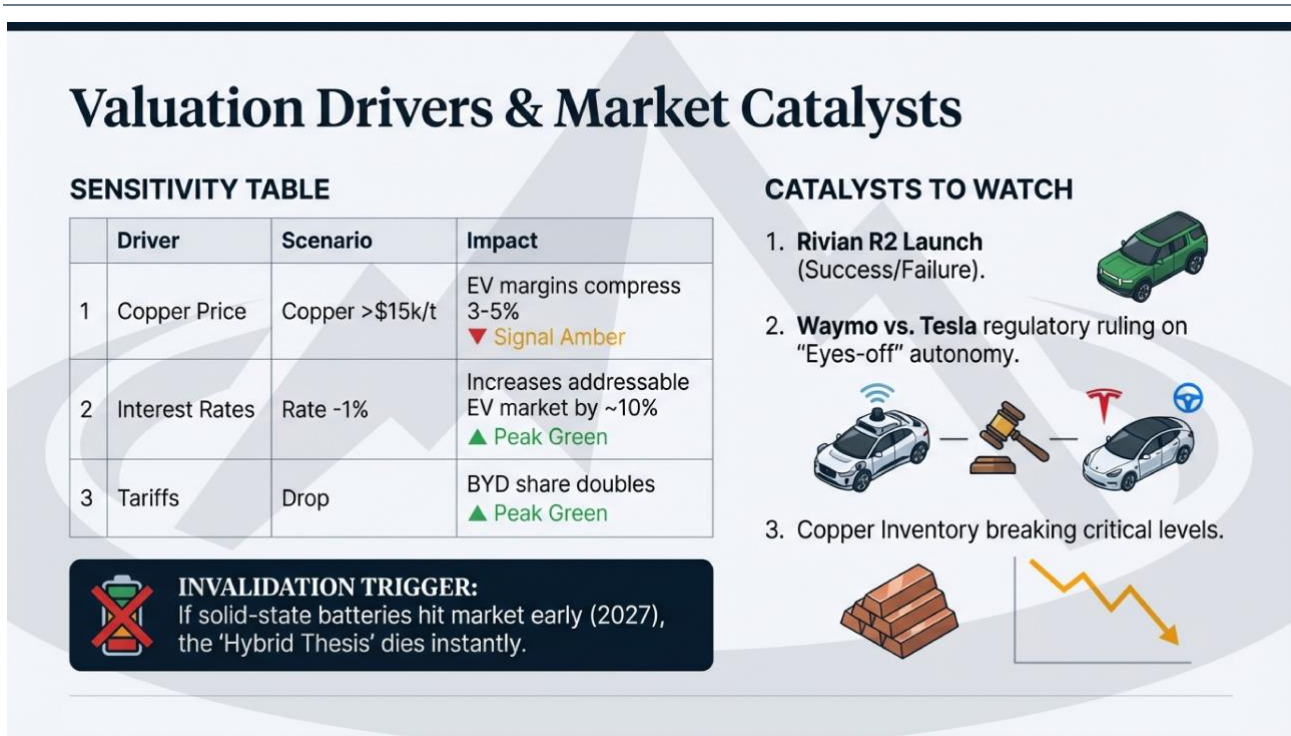 Valuation Drivers & Market Catalysts
SENSITIVITY TABLE
Driver Scenario Impact
1 Copper Price Copper >$15k/t EV margins compress
3-5%
▼ Signal Amber
2 Interest Rates Rate -1% Increases addressable
EV market by ~10%
▲ Peak Green
3 Tariffs Drop BYD share doubles
▲ Peak Green
INVALIDATION TRIGGER:
If solid-state batteries hit market early (2027),
the ‘Hybrid Thesis’ dies instantly.
CATALYSTS TO WATCH
1. Rivian R2 Launch
(Success/Failure).
2. Waymo vs. Tesla regulatory ruling on
“Eyes-off” autonomy.
3. Copper Inventory breaking critical levels.